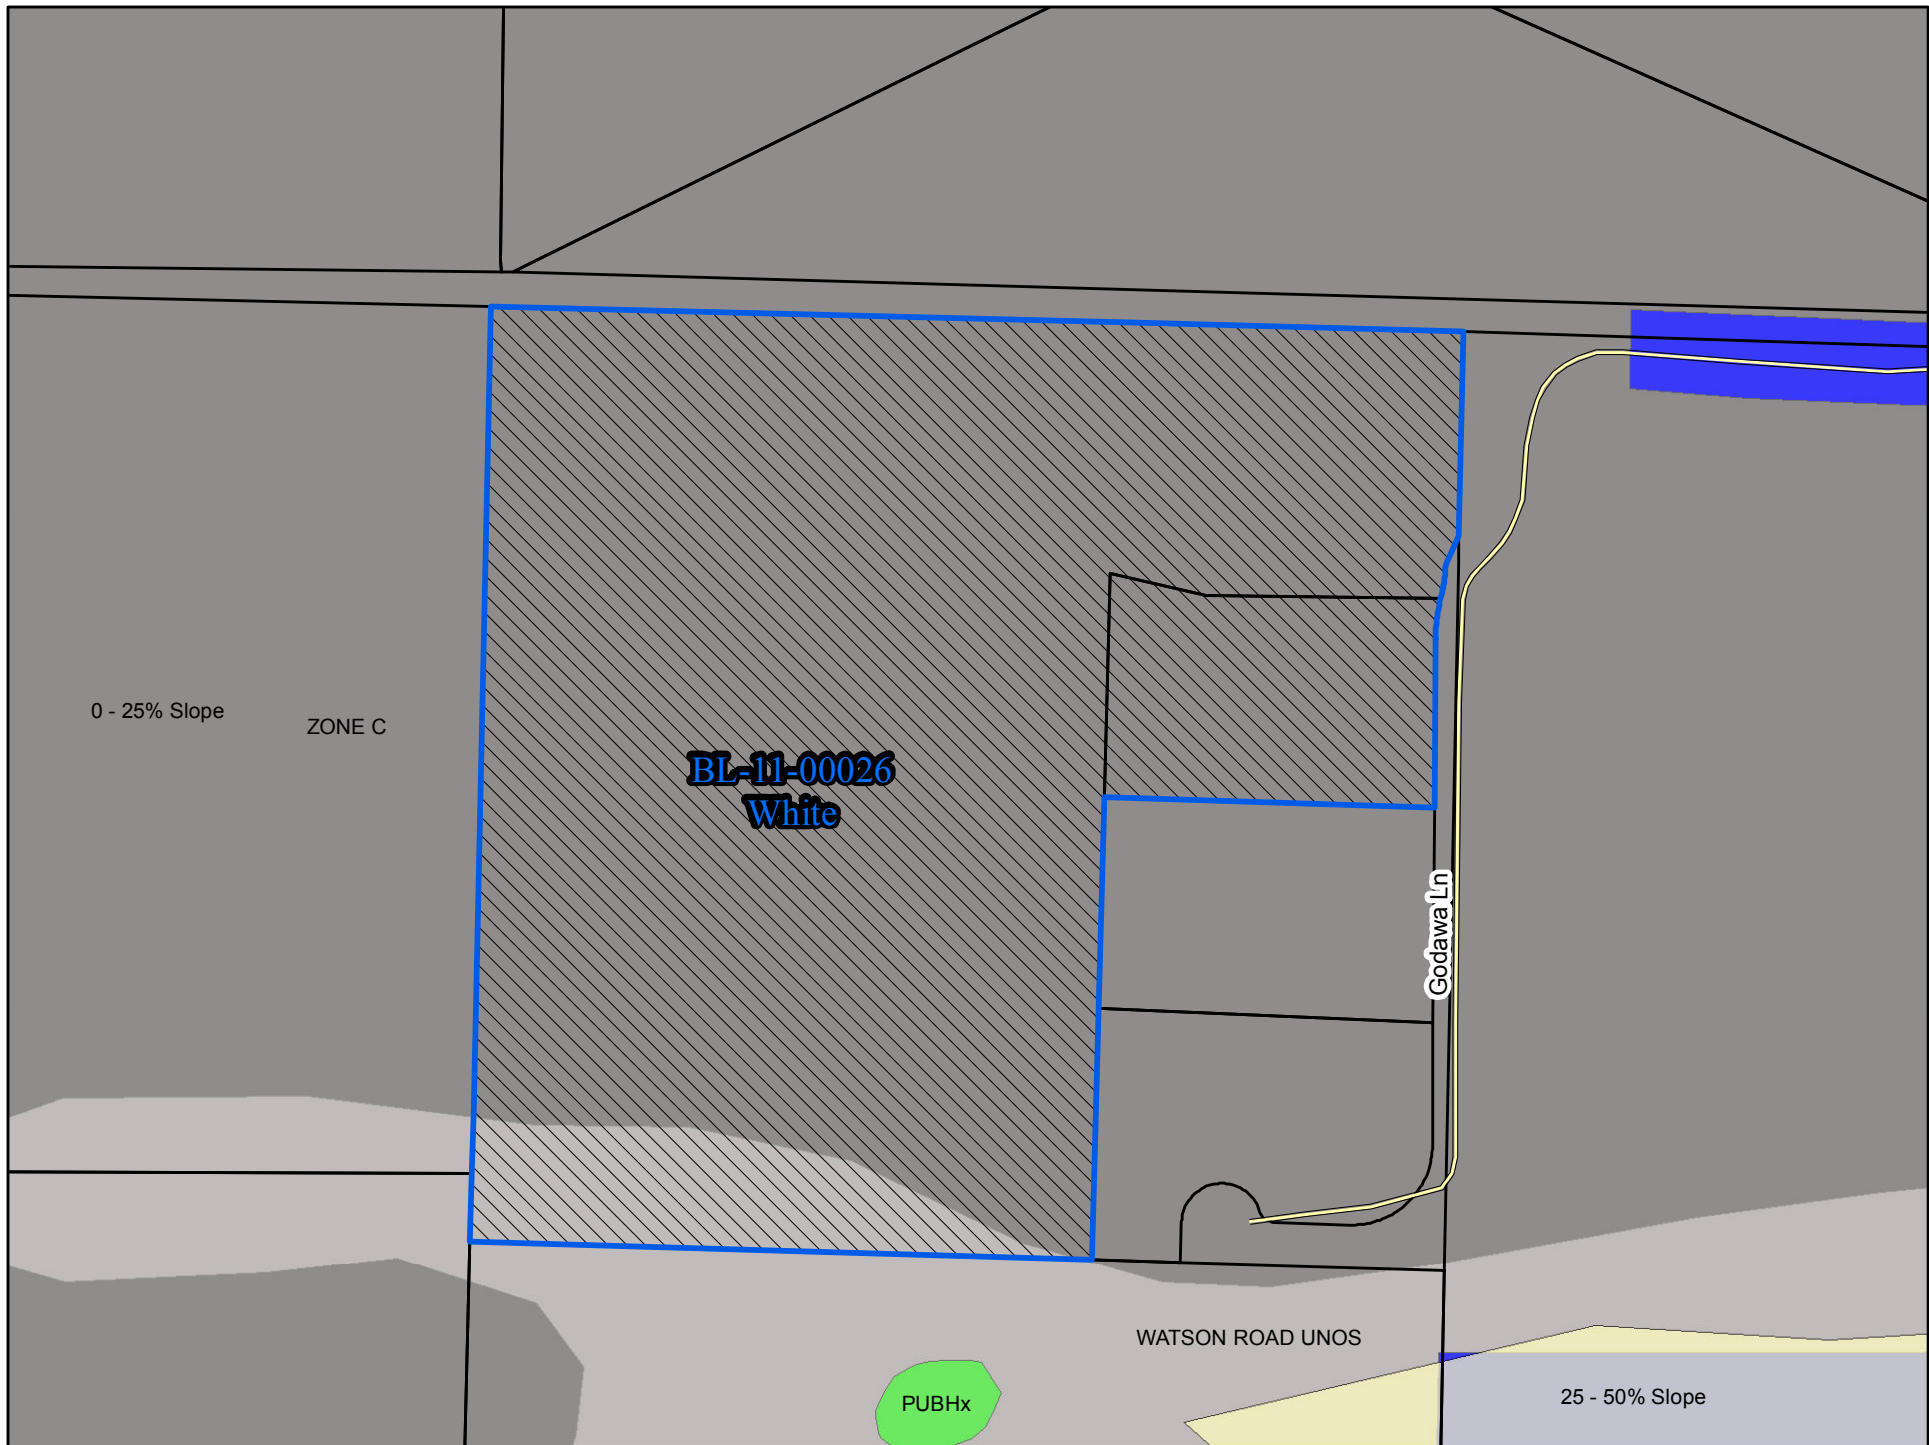 0 - 25% Slope
ZONE C
BL-11-00026
White
Godawa Ln
WATSON ROAD UNOS
PUBHx
25 - 50% Slope